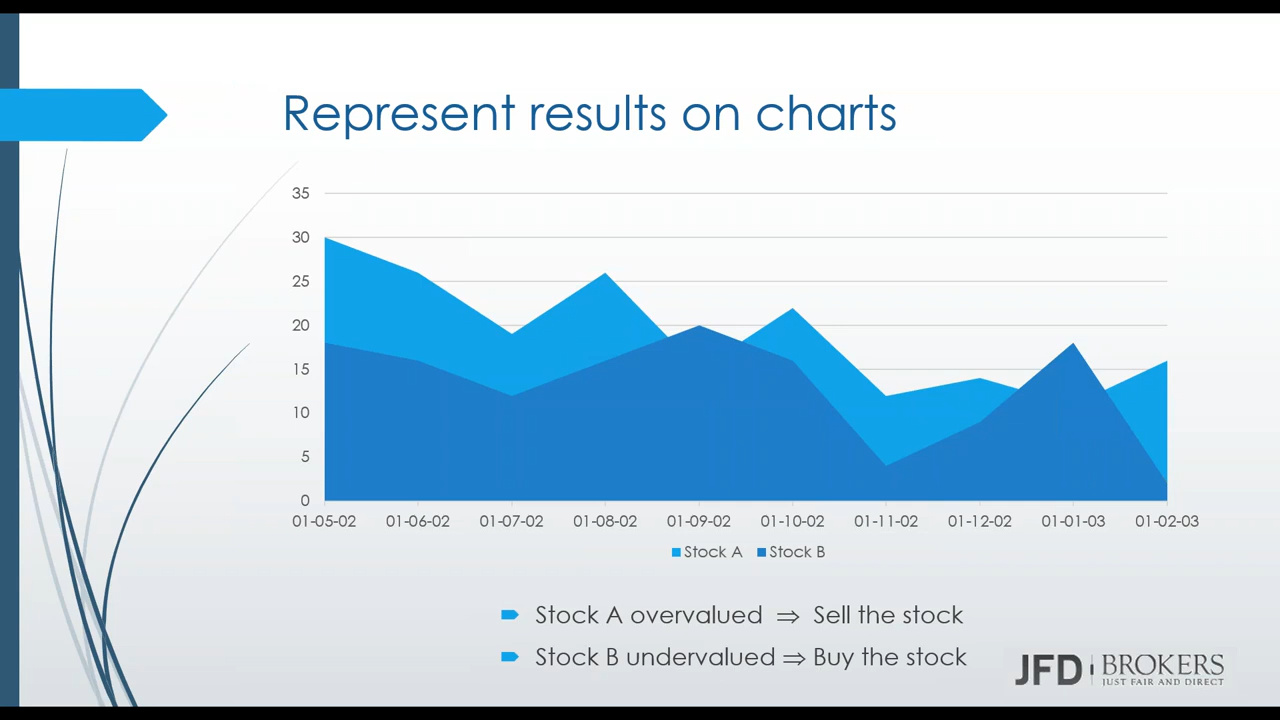 Represent results on charts
35
30
25
20
15
10
5
0
01-05-02 01-06-02 01-07-02 01-08-02 01-09-02 01-10-02 01-11-02 01-12-02 01-01-03 01-02-03
Stock A Stock B
Stock A overvalued ⇒ Sell the stock
Stock B undervalued ⇒ Buy the stock
JFD BROKERS
JUST FAIR AND DIRECT